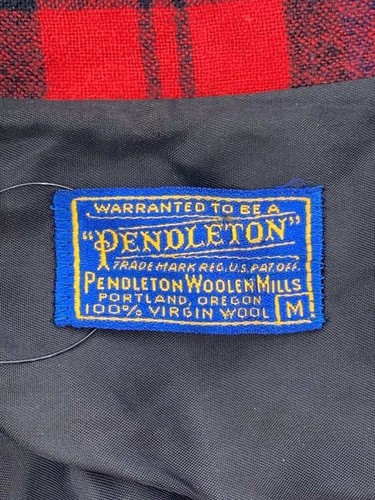 WARRANTED TO BE A
"PENDLETON"
TRADE MARK REG. U.S. PAT. OFF.
PENDLETON WOOLEN MILLS
PORTLAND, OREGON
100% VIRGIN WOOL M